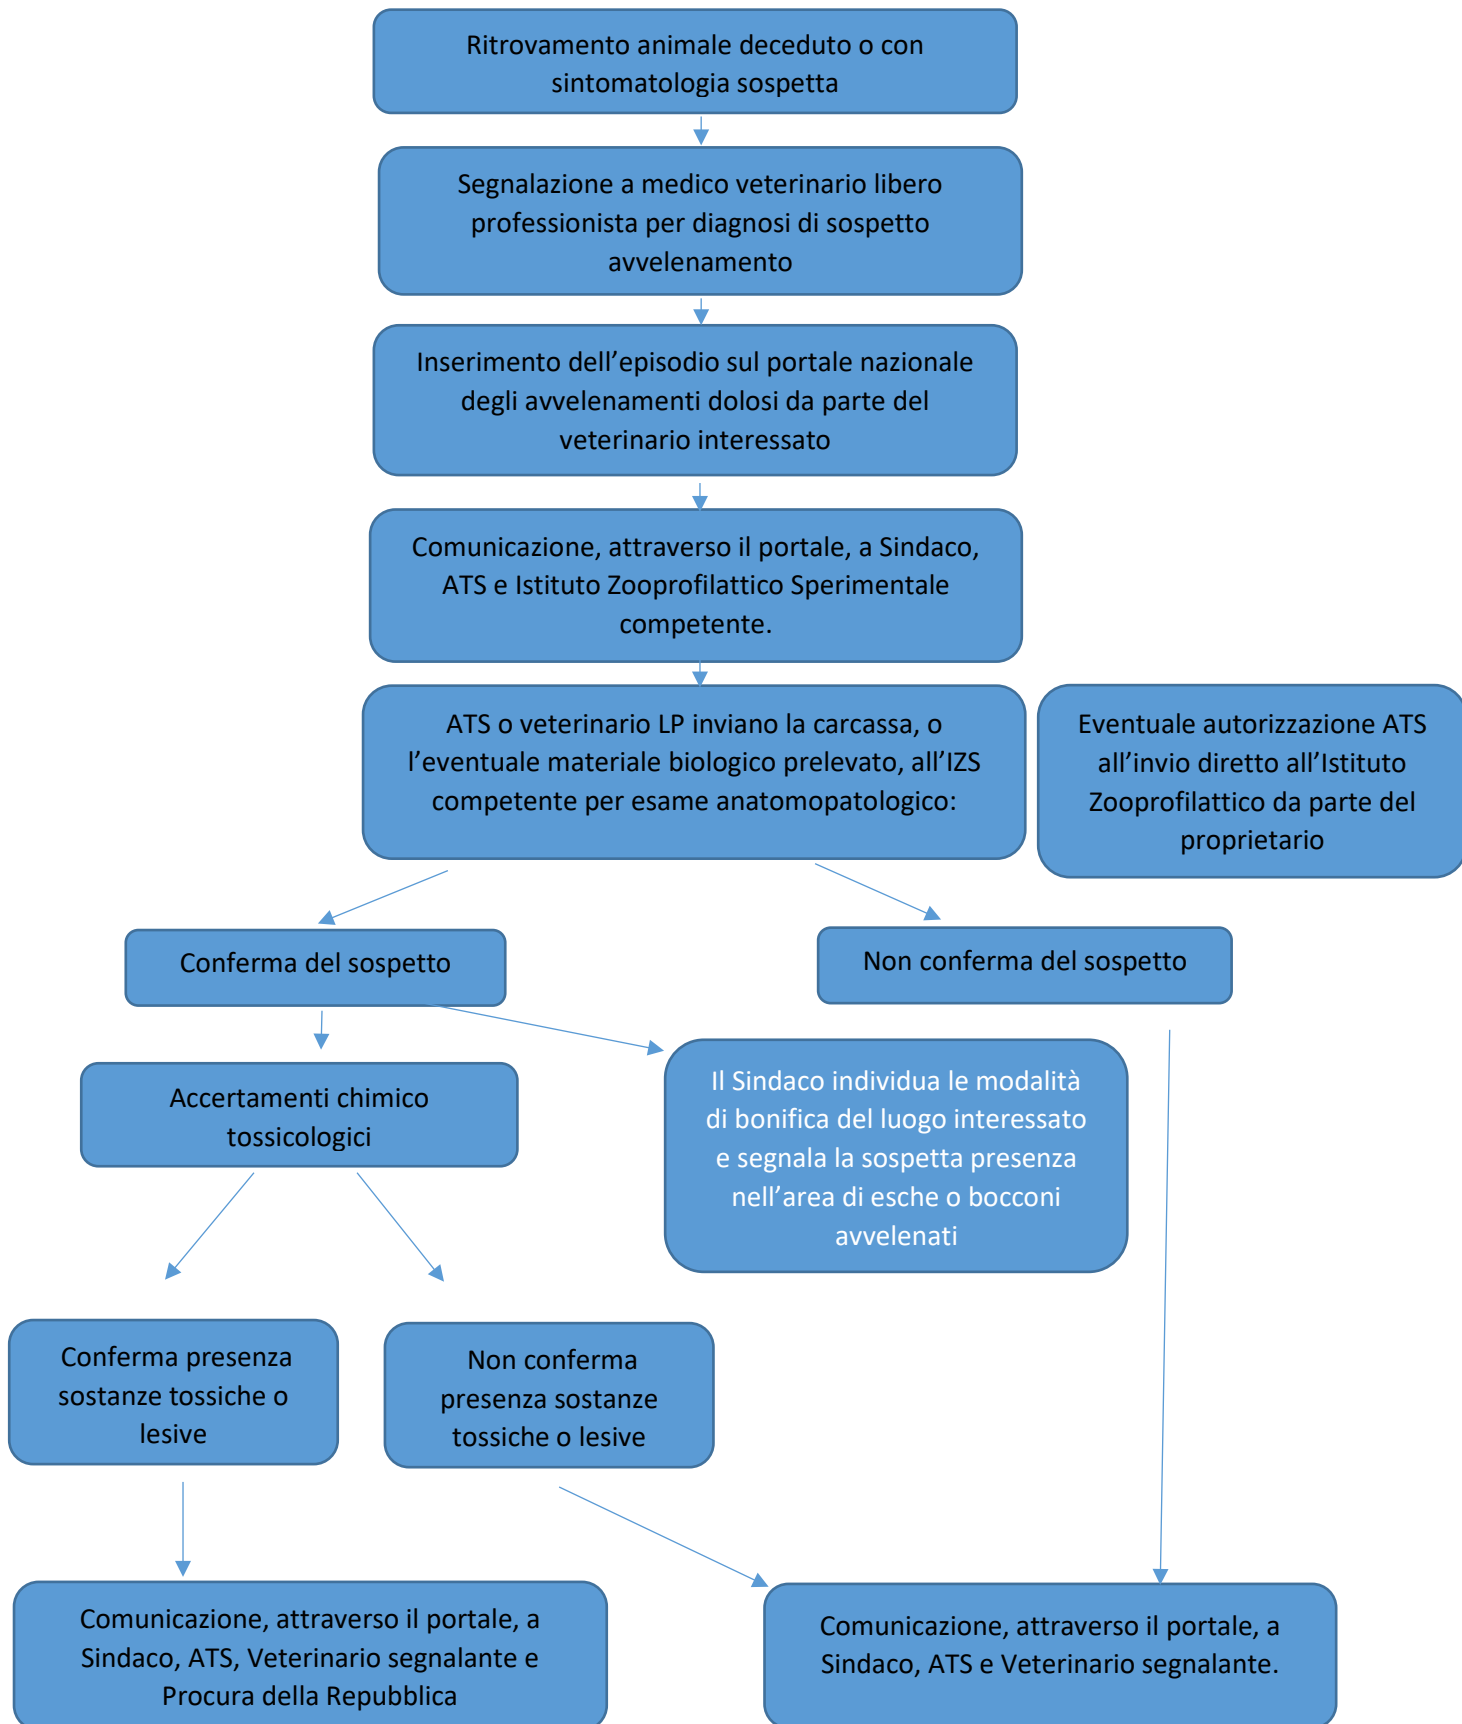 Ritrovamento animale deceduto o con
sintomatologia sospetta
Segnalazione a medico veterinario libero
professionista per diagnosi di sospetto
avvelenamento
Inserimento dell’episodio sul portale nazionale
degli avvelenamenti dolosi da parte del
veterinario interessato
Comunicazione, attraverso il portale, a Sindaco,
ATS e Istituto Zooprofilattico Sperimentale
competente.
ATS o veterinario LP inviano la carcassa, o
l’eventuale materiale biologico prelevato, all’IZS
competente per esame anatomopatologico:
Eventuale autorizzazione ATS
all’invio diretto all’Istituto
Zooprofilattico da parte del
proprietario
Conferma del sospetto
Non conferma del sospetto
Accertamenti chimico
tossicologici
Il Sindaco individua le modalità
di bonifica del luogo interessato
e segnala la sospetta presenza
nell’area di esche o bocconi
avvelenati
Conferma presenza
sostanze tossiche o
lesive
Non conferma
presenza sostanze
tossiche o lesive
Comunicazione, attraverso il portale, a
Sindaco, ATS, Veterinario segnalante e
Procura della Repubblica
Comunicazione, attraverso il portale, a
Sindaco, ATS e Veterinario segnalante.